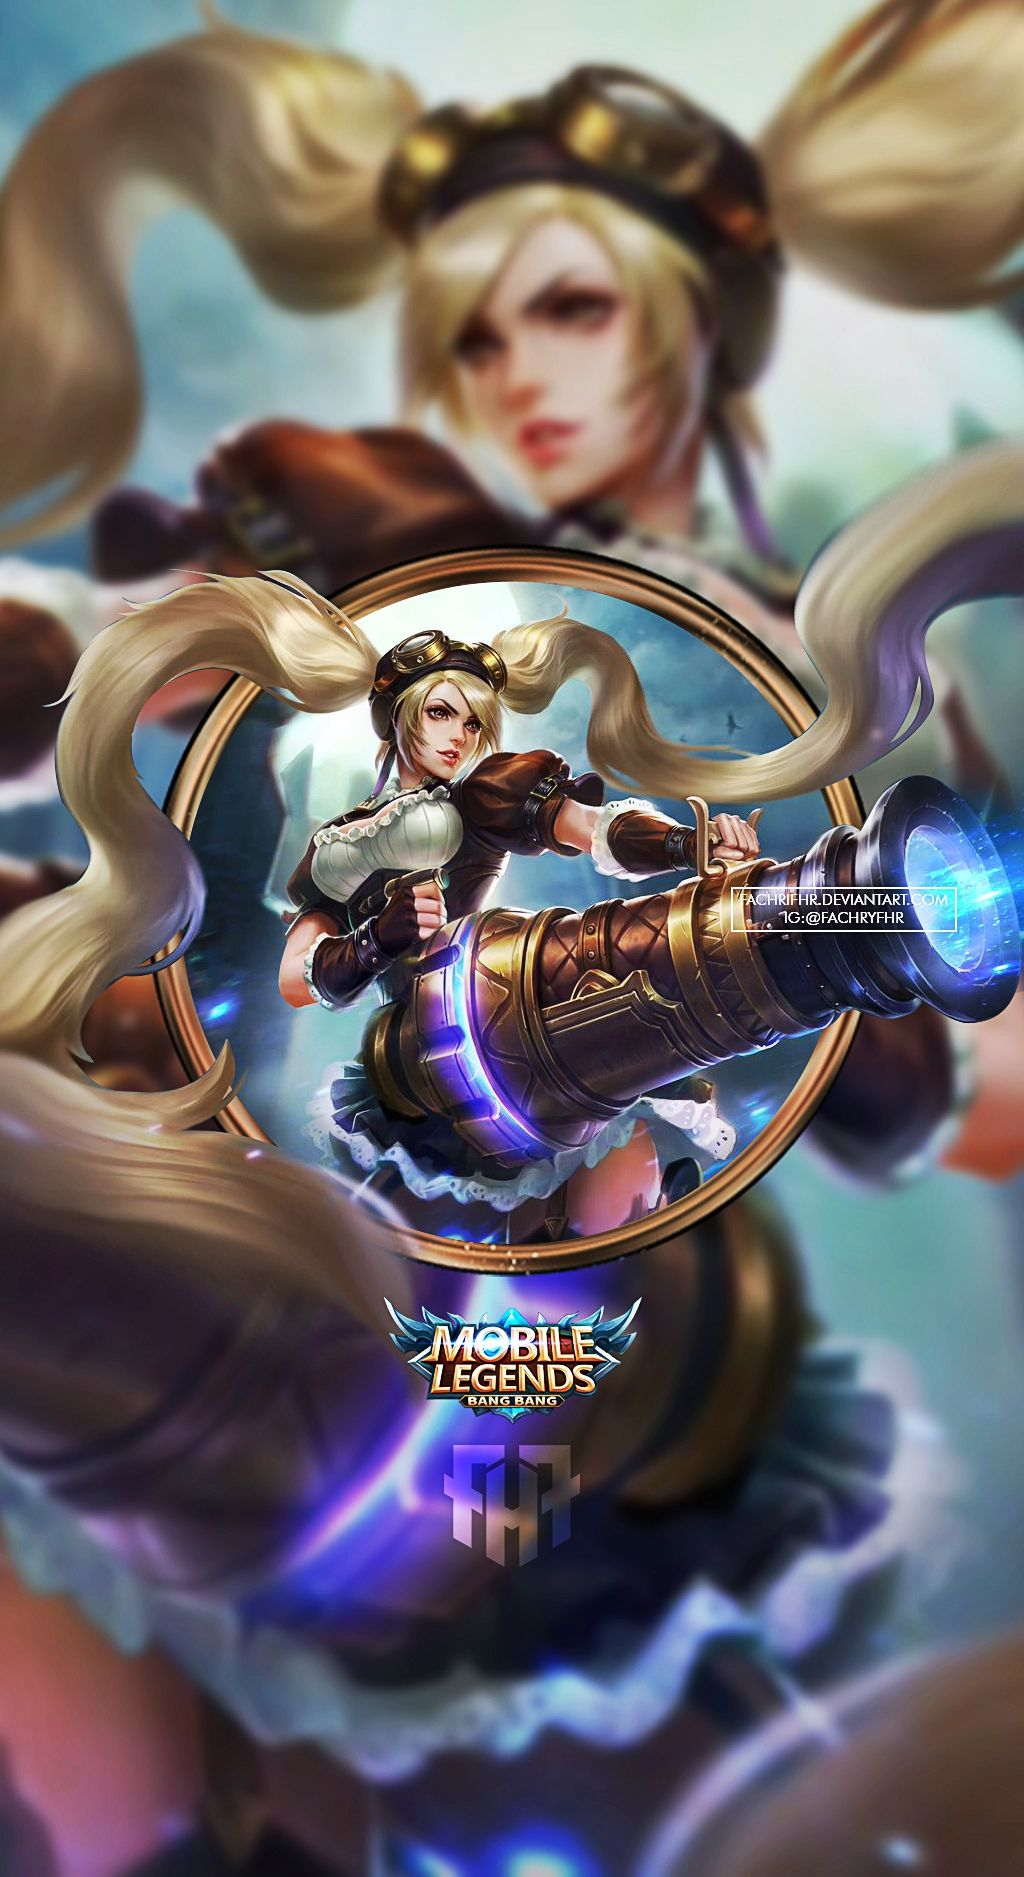 FACHRIFHR.DEVIANTART.COM
IG:@FACHRYFHR
MOBILE
LEGENDS
BANG BANG